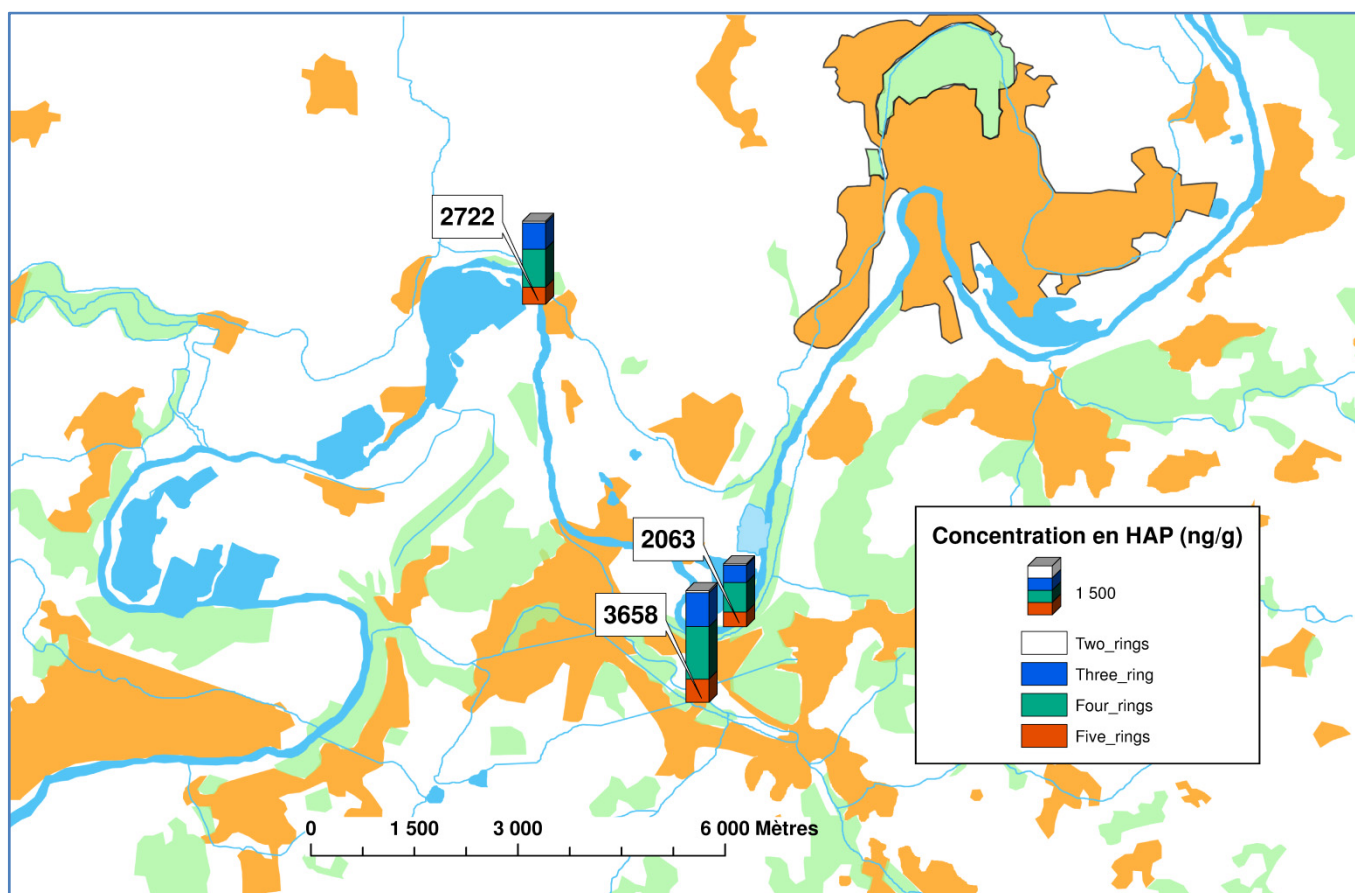 2722
2063
3658
Concentration en HAP (ng/g)
1 500
Two_rings
Three_ring
Four_rings
Five_rings
0 1 500 3 000 6 000 Mètres